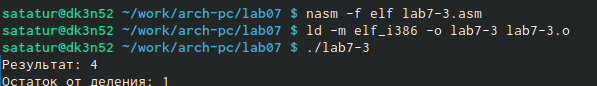 satatur@dk3n52 ~/work/arch-pc/lab07 $ nasm -f elf lab7-3.asm
satatur@dk3n52 ~/work/arch-pc/lab07 $ ld -m elf_i386 -o lab7-3 lab7-3.o
satatur@dk3n52 ~/work/arch-pc/lab07 $ ./lab7-3
Результат: 4
Остаток от деления: 1